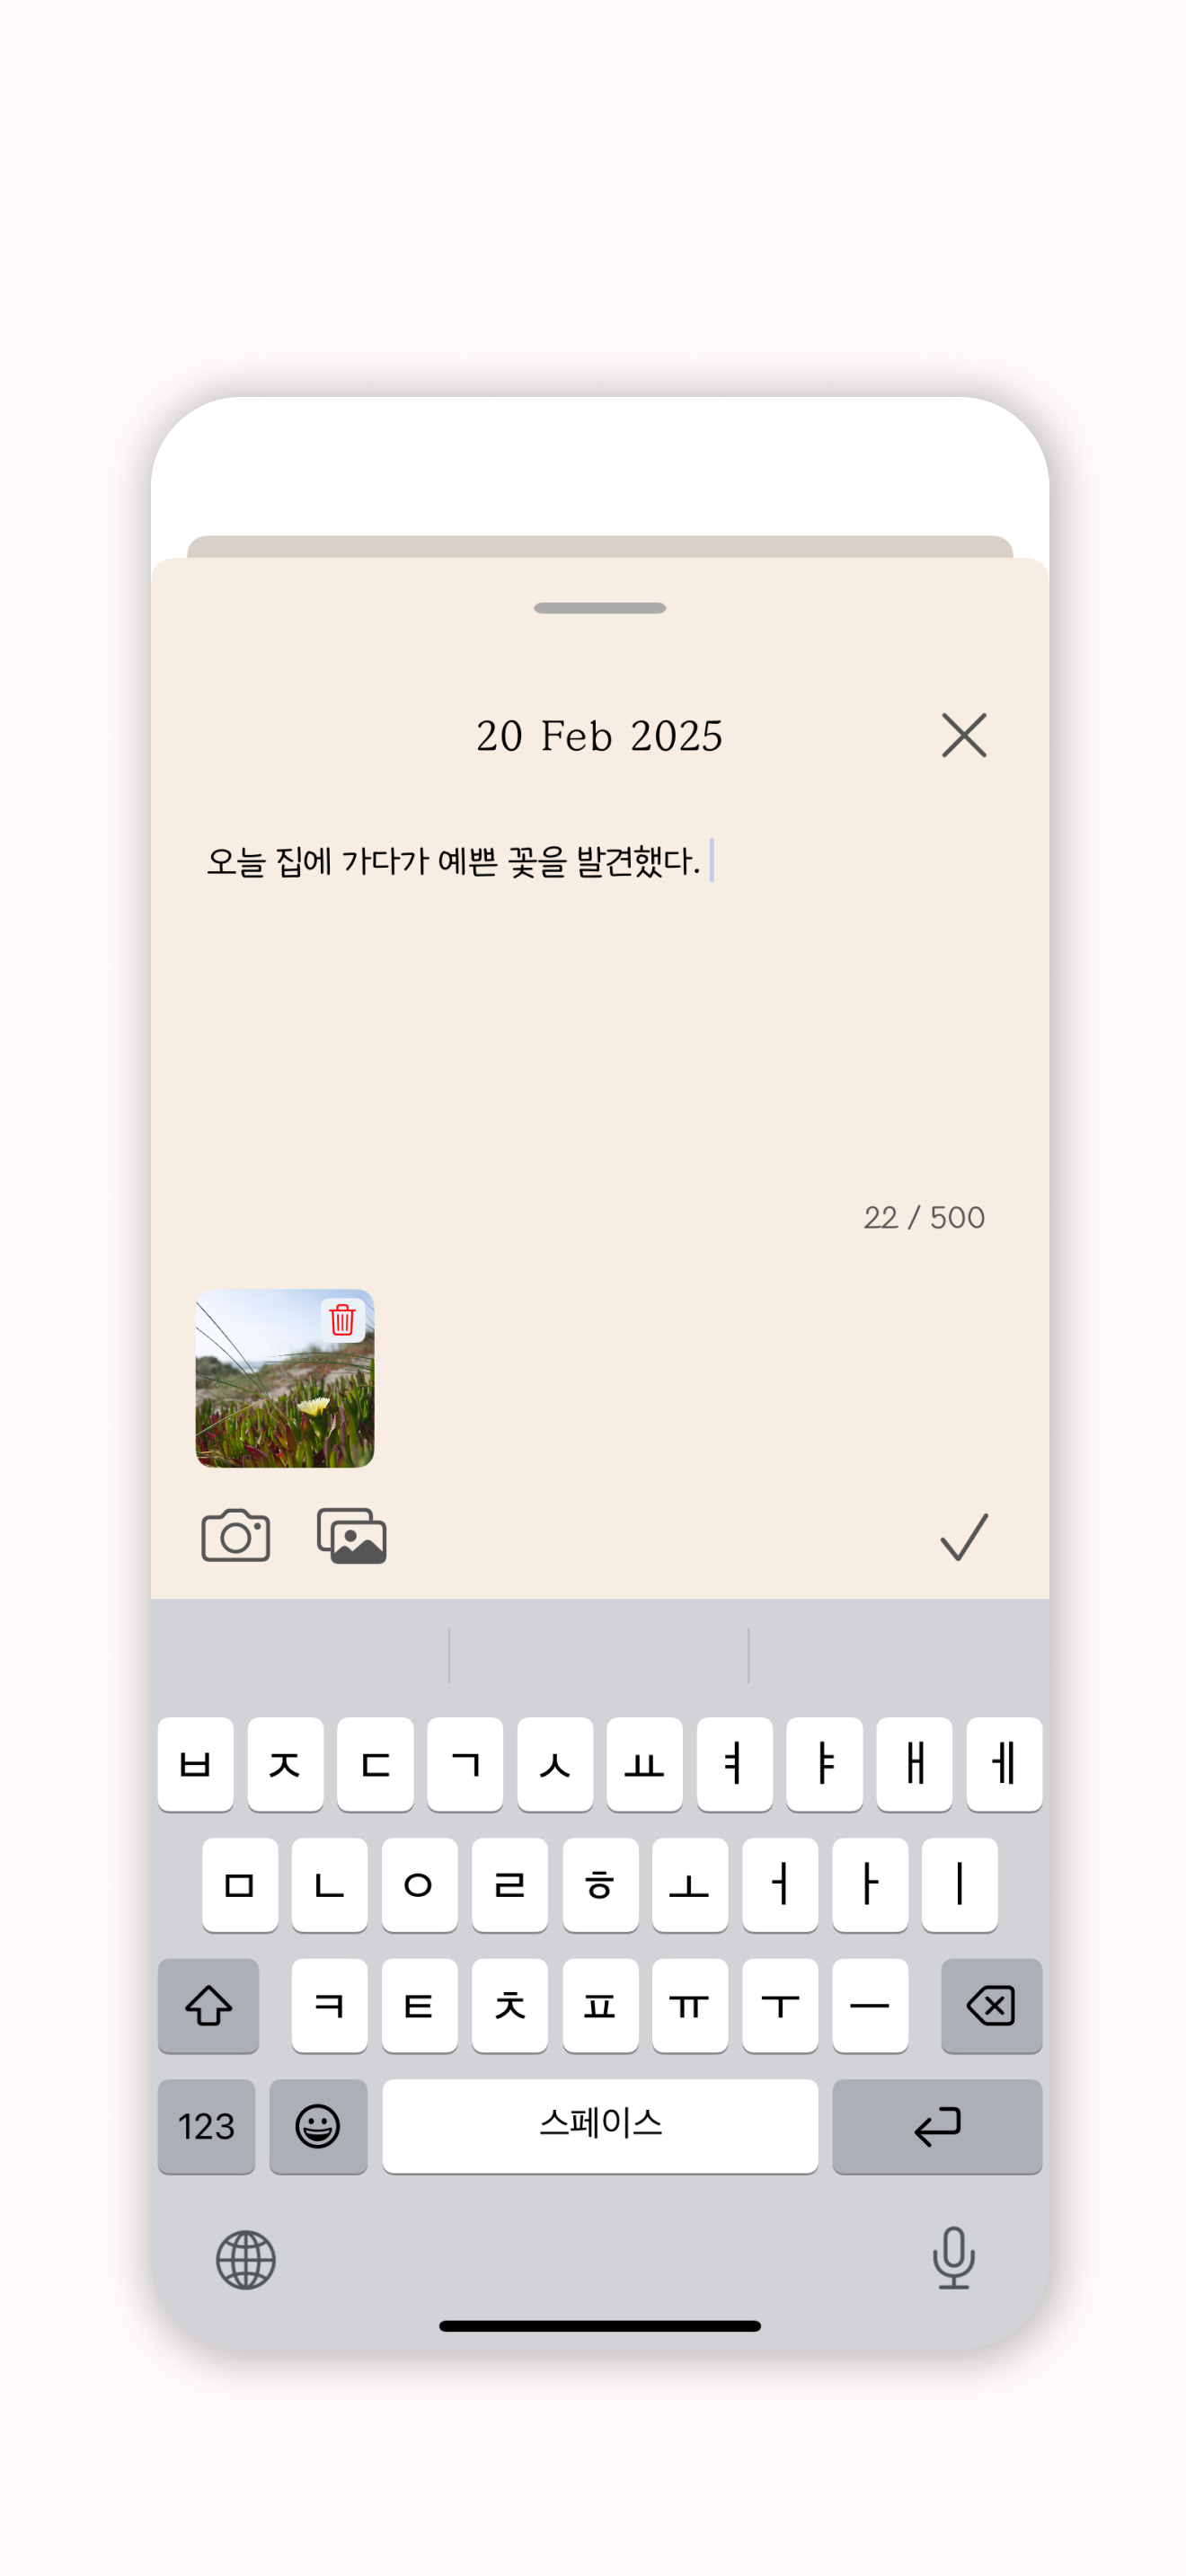 20 Feb 2025
오늘 집에 가다가 예쁜 꽃을 발견했다.
22 / 500
ㅂ ㅈ ㄷ ㄱ ㅅ ㅛ ㅕ ㅑ ㅐ ㅔ
ㅁ ㄴ ㅇ ㄹ ㅎ ㅗ ㅓ ㅏ ㅣ
ㅋ ㅌ ㅊ ㅍ ㅠ ㅜ ㅡ
123 스페이스